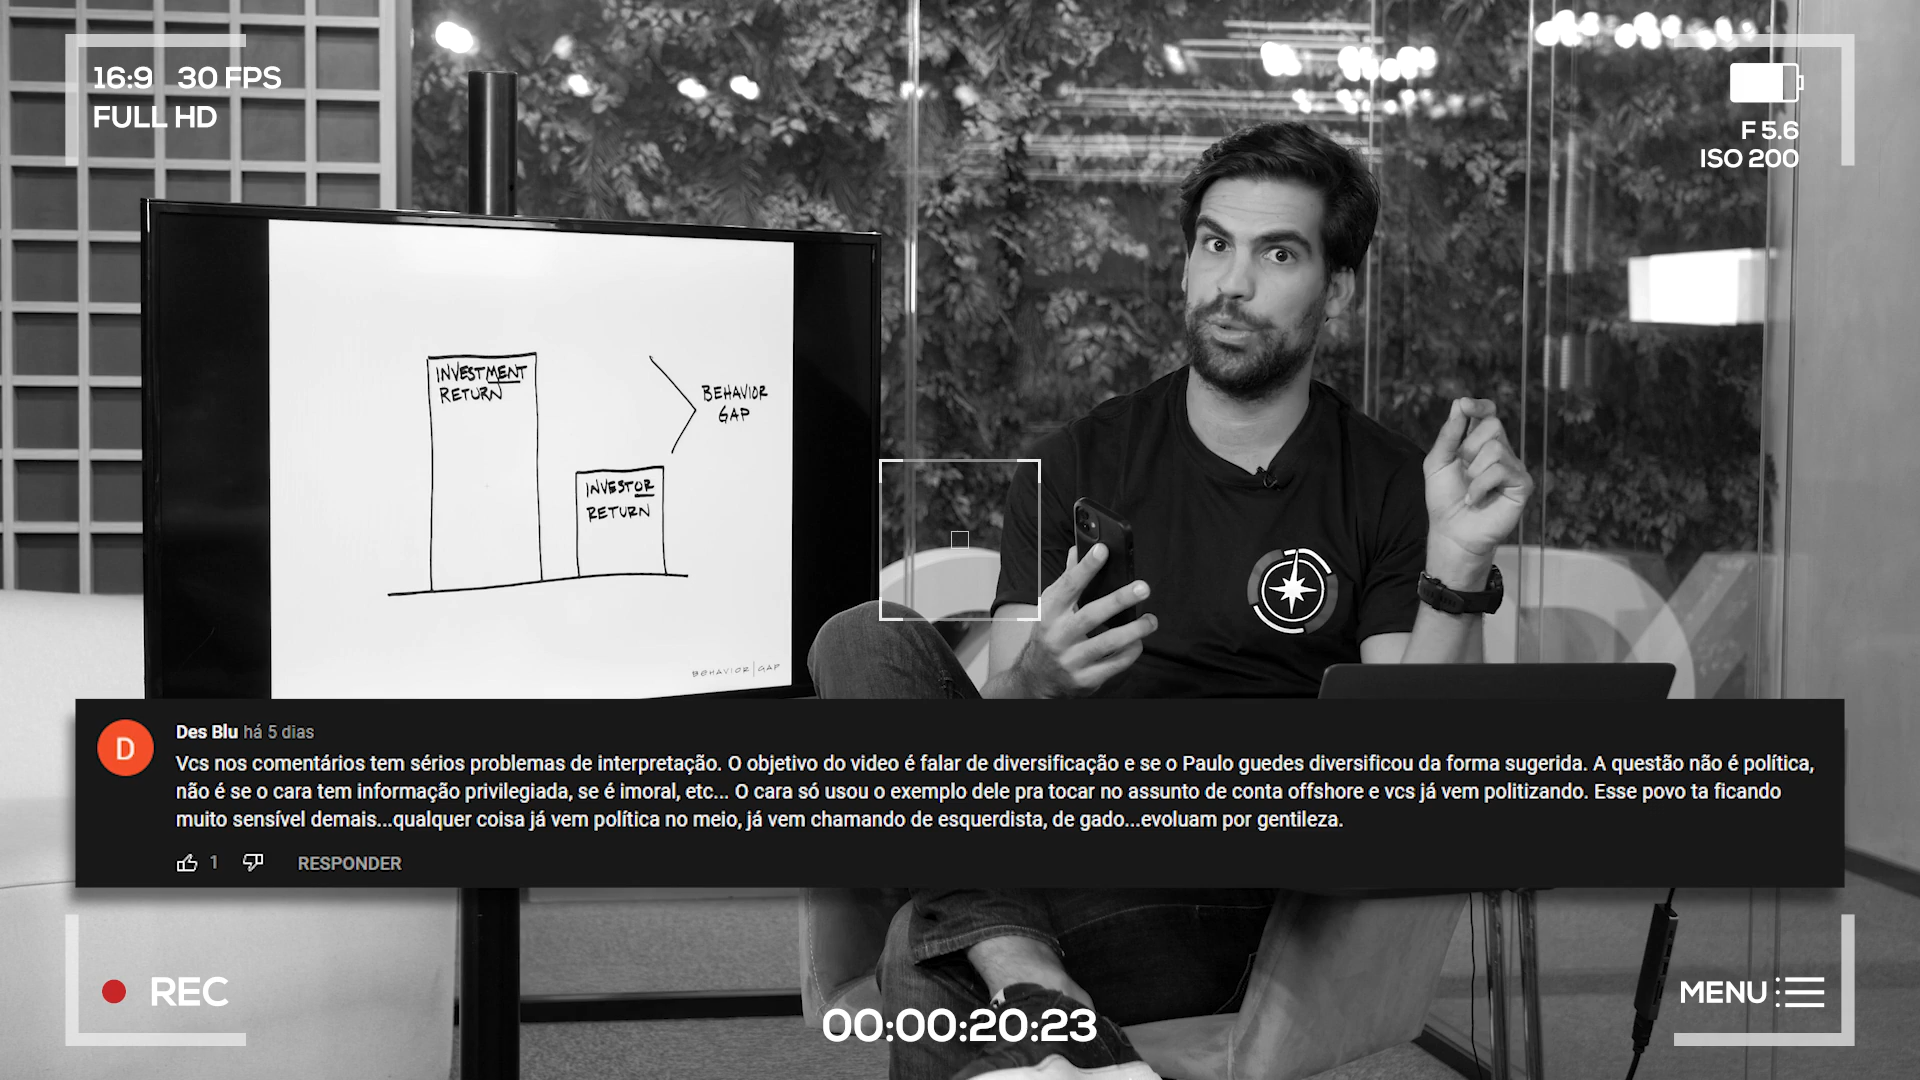 16:9 30 FPS
FULL HD
F 5.6
ISO 200
INVESTMENT
RETURN
BEHAVIOR
GAP
INVESTOR
RETURN
BEHAVIOR|GAP
Des Blu há 5 dias
Vcs nos comentários tem sérios problemas de interpretação. O objetivo do video é falar de diversificação e se o Paulo guedes diversificou da forma sugerida. A questão não é política,
não é se o cara tem informação privilegiada, se é imoral, etc... O cara só usou o exemplo dele pra tocar no assunto de conta offshore e vcs já vem politizando. Esse povo ta ficando
muito sensível demais...qualquer coisa já vem política no meio, já vem chamando de esquerdista, de gado...evoluam por gentileza.
1 RESPONDER
REC
00:00:20:23
MENU